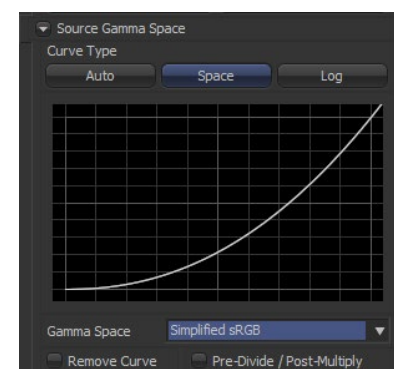 Source Gamma Space
Curve Type
Auto Space Log
Gamma Space Simplified sRGB
Remove Curve Pre-Divide / Post-Multiply